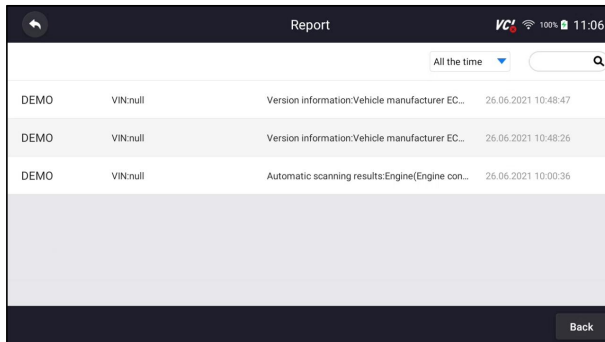 Report
VCI 100% 11:06
All the time
DEMO VIN:null Version information:Vehicle manufacturer EC... 26.06.2021 10:48:47
DEMO VIN:null Version information:Vehicle manufacturer EC... 26.06.2021 10:48:26
DEMO VIN:null Automatic scanning results:Engine(Engine con... 26.06.2021 10:00:36
Back